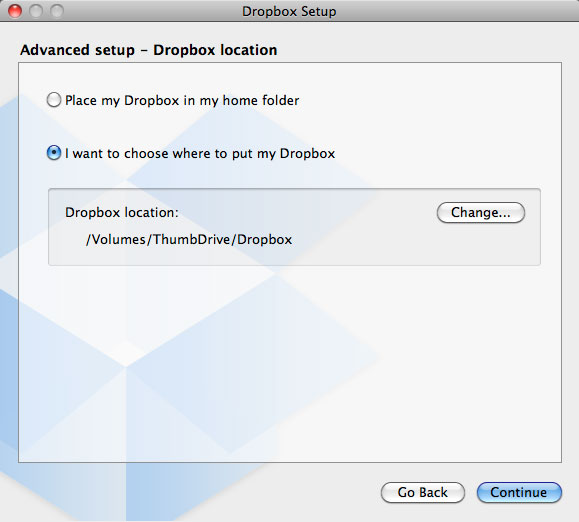 Dropbox Setup
Advanced setup – Dropbox location
Place my Dropbox in my home folder
I want to choose where to put my Dropbox
Dropbox location:
Change...
/Volumes/ThumbDrive/Dropbox
Go Back
Continue